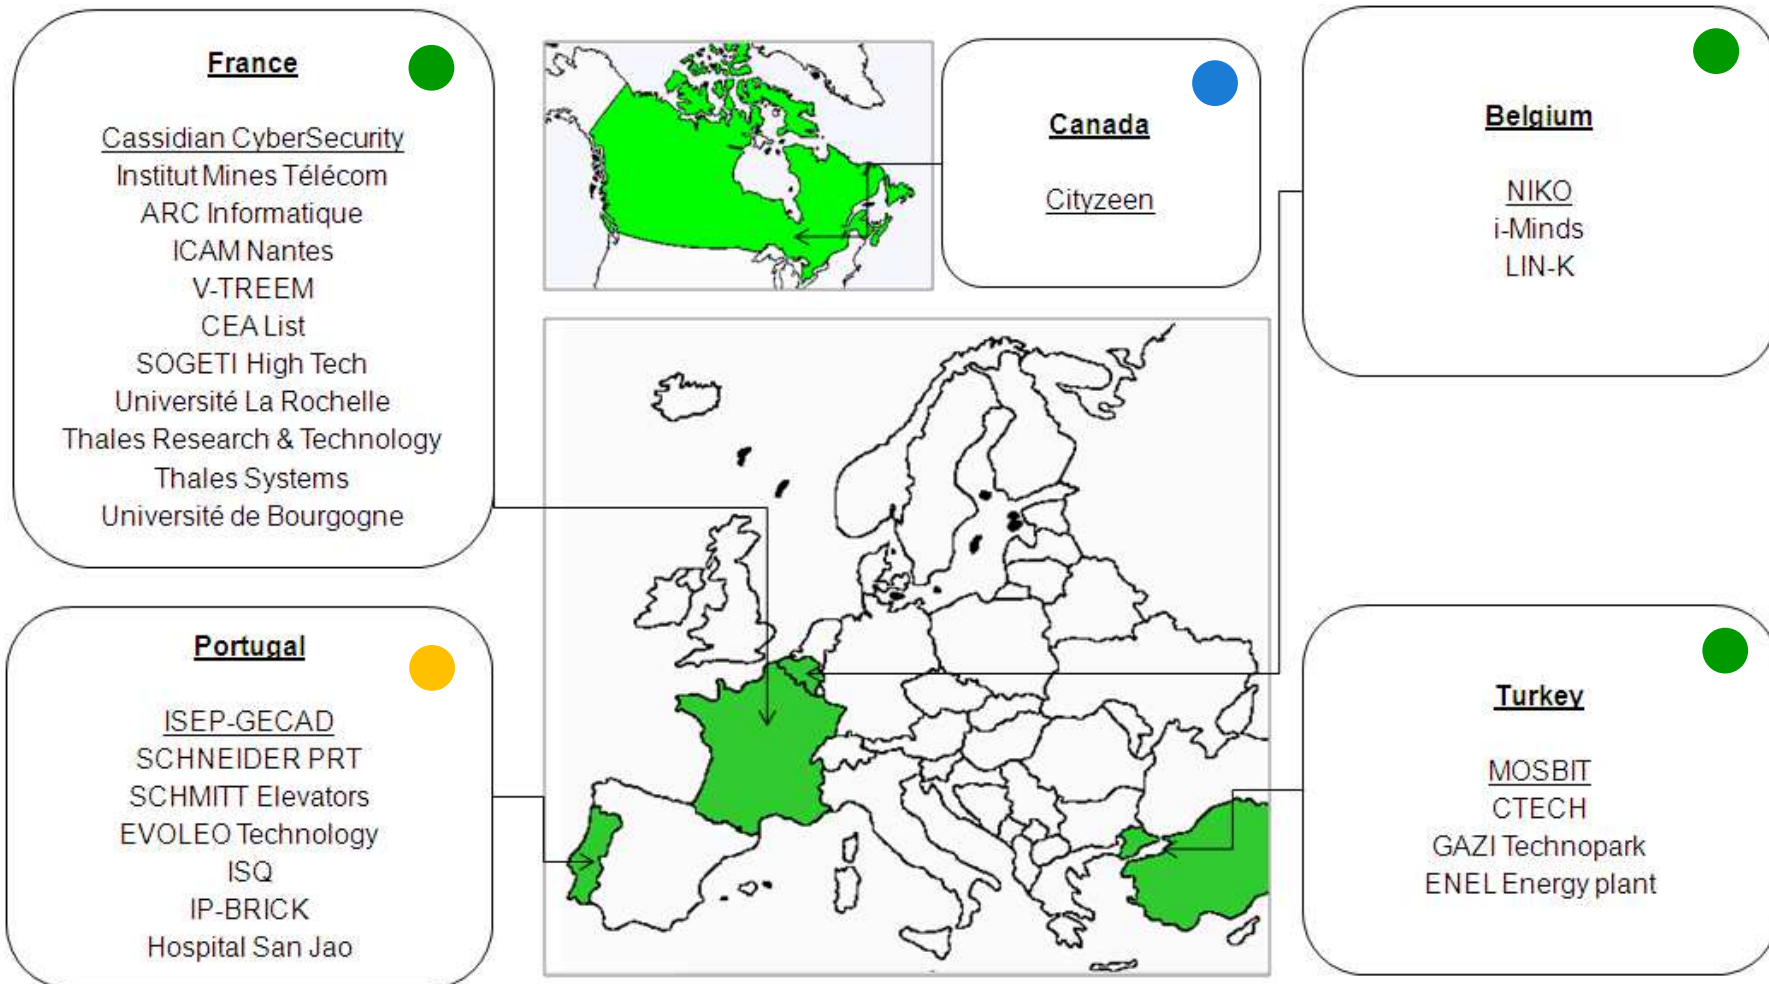 France
Cassidian CyberSecurity
Institut Mines Télécom
ARC Informatique
ICAM Nantes
V-TREEM
CEA List
SOGETI High Tech
Université La Rochelle
Thales Research & Technology
Thales Systems
Université de Bourgogne
Canada
Cityzeen
Belgium
NIKO
i-Minds
LIN-K
Portugal
ISEP-GECAD
SCHNEIDER PRT
SCHMITT Elevators
EVOLEO Technology
ISQ
IP-BRICK
Hospital San Jao
Turkey
MOSBIT
CTECH
GAZI Technopark
ENEL Energy plant